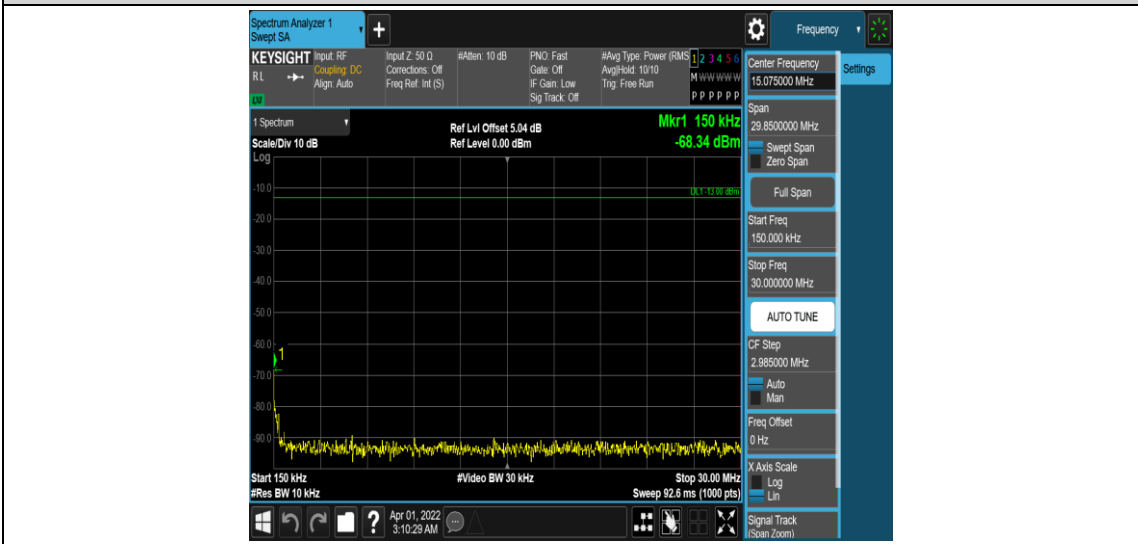 Spectrum Analyzer 1
Swept SA
+
Frequency
KEYSIGHT
R L
LXI
Input: RF
Coupling: DC
Align: Auto
Input Z: 50 Ω
Corrections: Off
Freq Ref: Int (S)
#Atten: 10 dB
PNO: Fast
Gate: Off
IF Gain: Low
Sig Track: Off
#Avg Type: Power (RMS
Avg|Hold: 10/10
Trig: Free Run
1 2 3 4 5 6
M W W W W W
P P P P P P
Center Frequency
15.075000 MHz
Settings
Span
29.8500000 MHz
Swept Span
Zero Span
Full Span
Start Freq
150.000 kHz
Stop Freq
30.000000 MHz
AUTO TUNE
CF Step
2.985000 MHz
Auto
Man
Freq Offset
0 Hz
X Axis Scale
Log
Lin
Signal Track
(Span Zoom)
1 Spectrum
Scale/Div 10 dB
Log
Ref Lvl Offset 5.04 dB
Ref Level 0.00 dBm
Mkr1 150 kHz
-68.34 dBm
DL1 -13.00 dBm
-10.0
-20.0
-30.0
-40.0
-50.0
-60.0
1
-70.0
-80.0
-90.0
Start 150 kHz
#Res BW 10 kHz
#Video BW 30 kHz
Stop 30.00 MHz
Sweep 92.6 ms (1000 pts)
?
Apr 01, 2022
3:10:29 AM